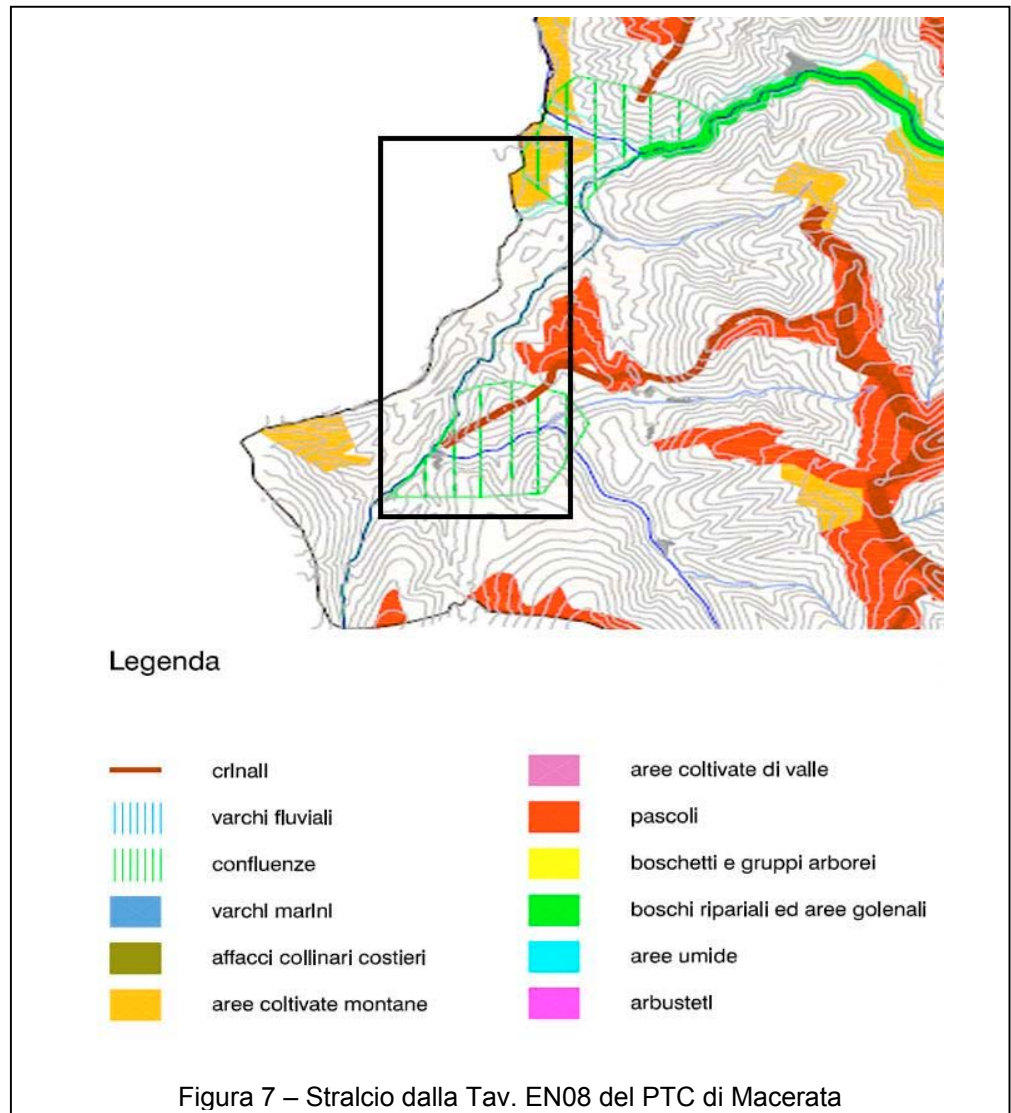 Legenda
crlnalI
varchi fluviali
confluenze
varchI marInI
affacci collinari costieri
aree coltivate montane
aree coltivate di valle
pascoli
boschetti e gruppi arborei
boschi ripariali ed aree golenali
aree umide
arbustetI
Figura 7 – Stralcio dalla Tav. EN08 del PTC di Macerata